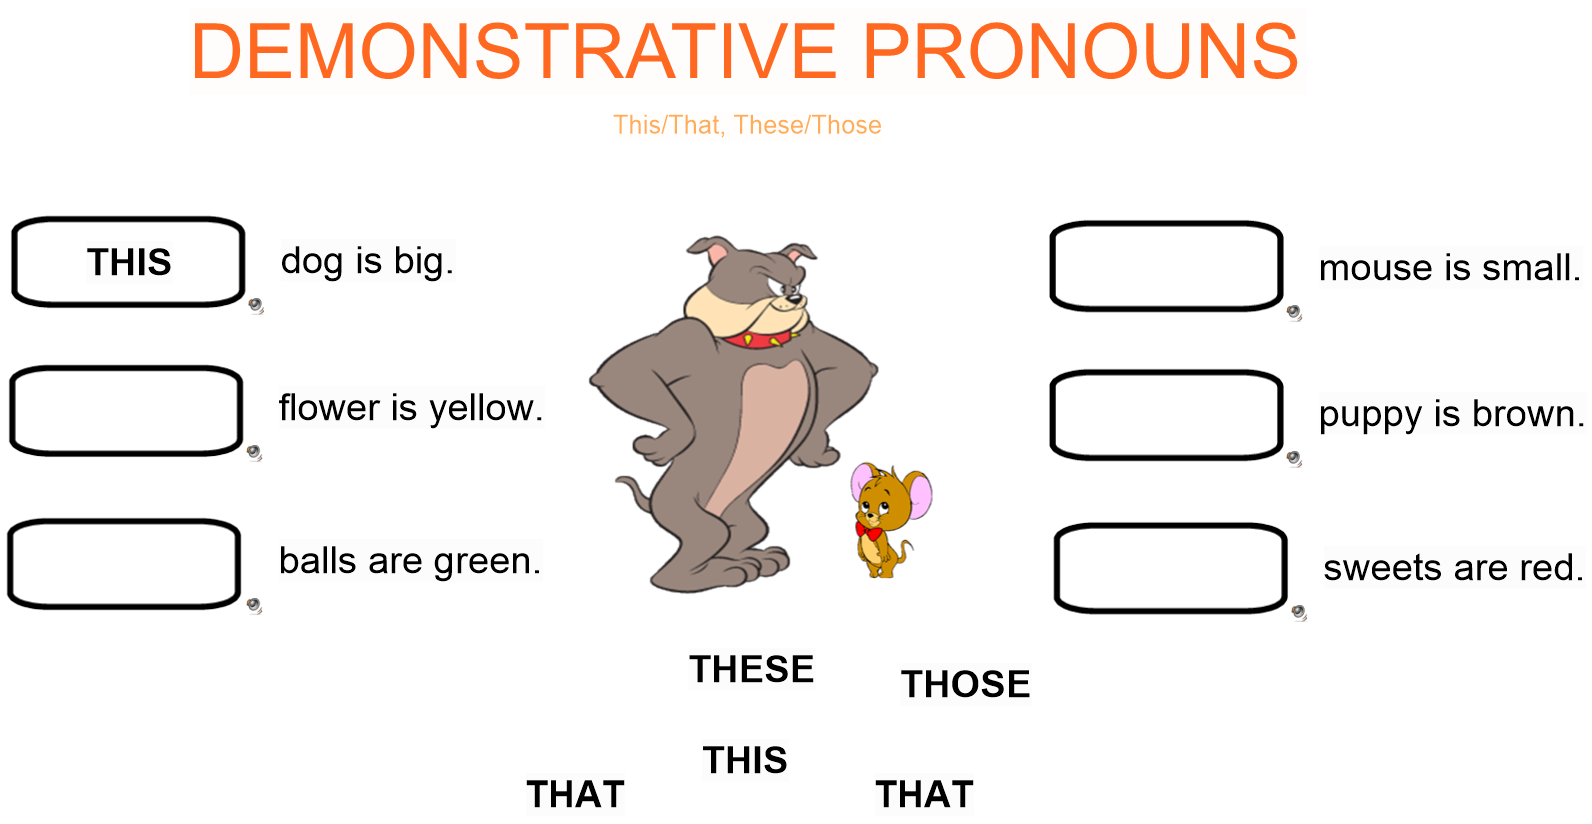 DEMONSTRATIVE PRONOUNS
This/That, These/Those
THIS dog is big.
mouse is small.
flower is yellow.
puppy is brown.
balls are green.
sweets are red.
THESE
THOSE
THIS
THAT
THAT